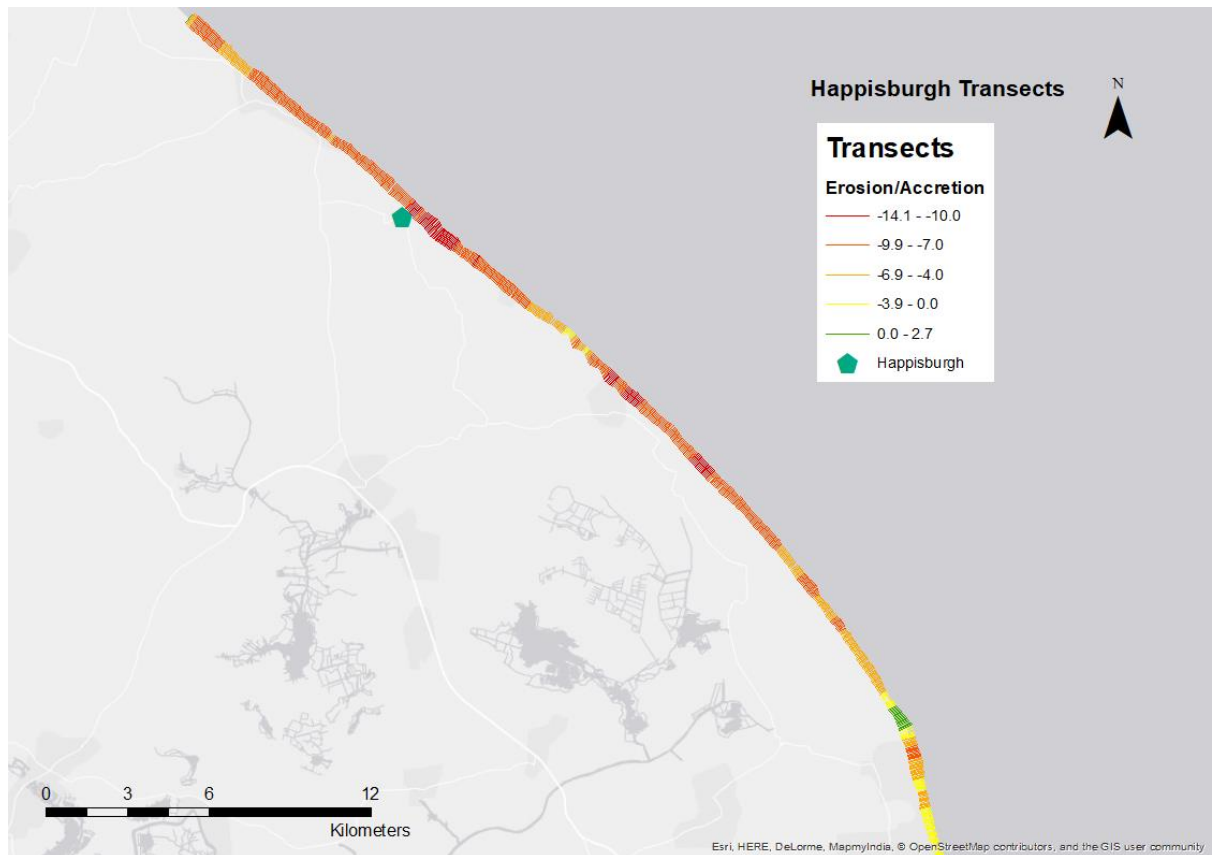 Happisburgh Transects
N
Transects
Erosion/Accretion
-14.1 - -10.0
-9.9 - -7.0
-6.9 - -4.0
-3.9 - 0.0
0.0 - 2.7
Happisburgh
0 3 6 12
Kilometers
Esri, HERE, DeLorme, MapmyIndia, © OpenStreetMap contributors, and the GIS user community